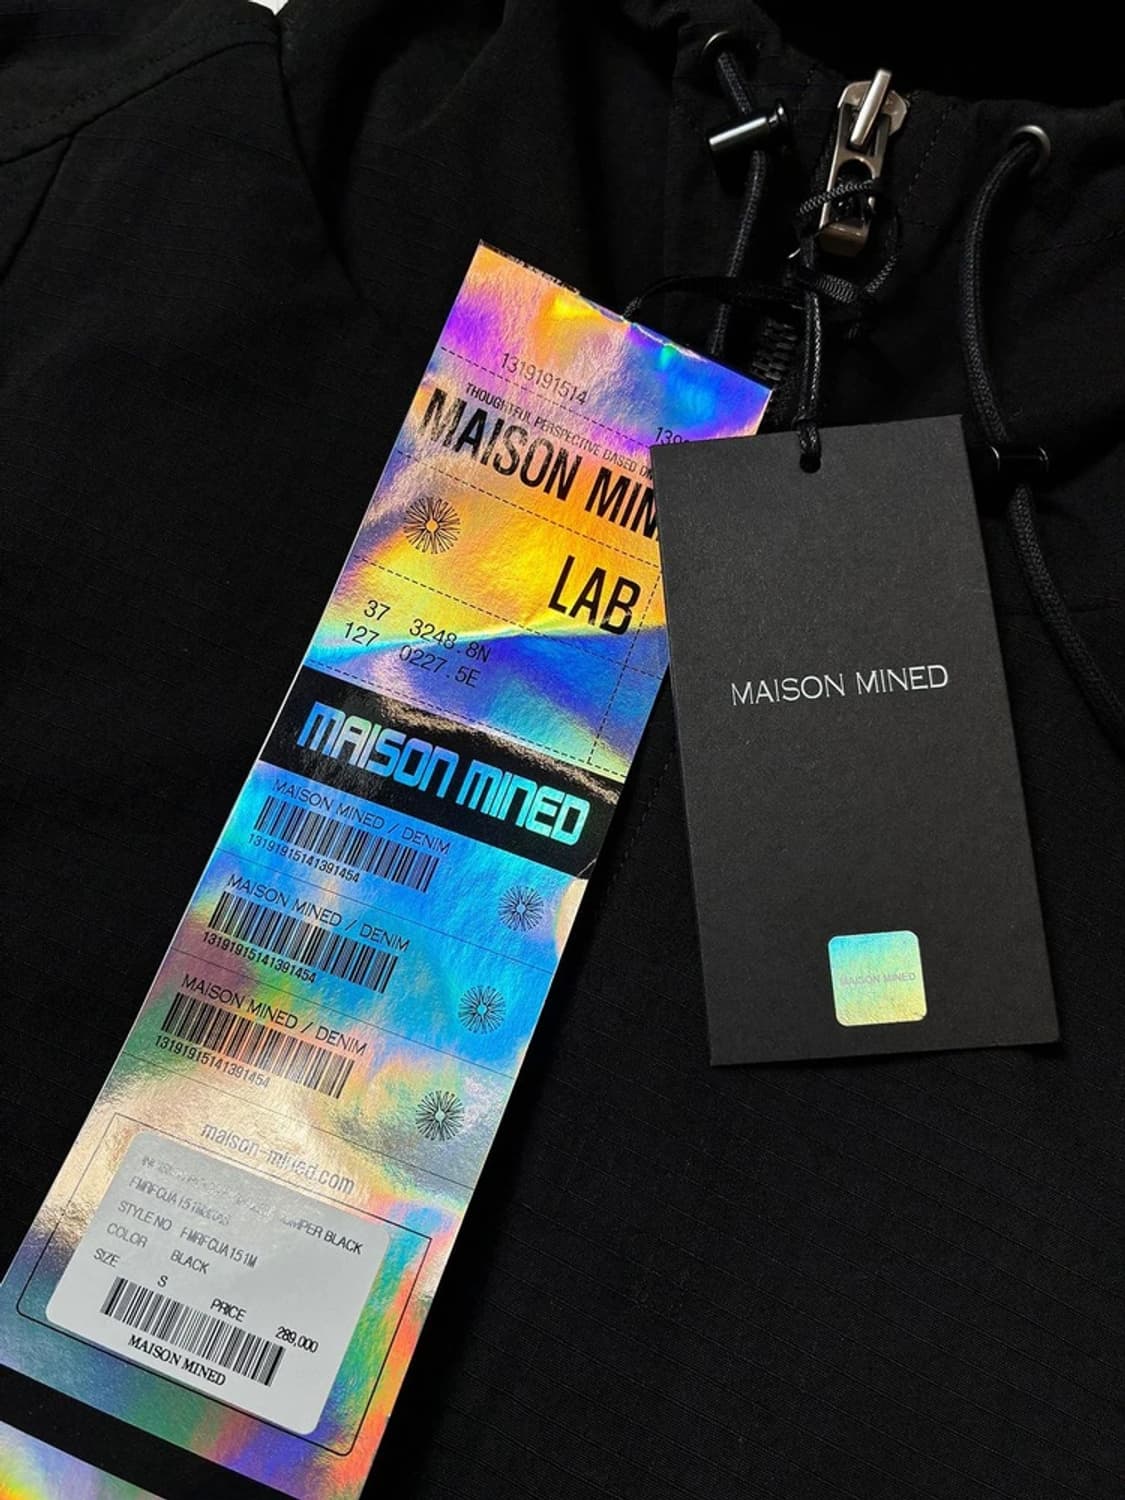 1319191514
THOUGHTFUL PERSPECTIVE BASED
MAISON
LAB
37 3248.8N
127 0227.5E
MAISON MINED
MAISON MINED / DENIM
13191915141391454
MAISON MINED / DENIM
13191915141391454
MAISON MINED / DENIM
13191915141391454
maison-mined.com
BLACK
STYLE NO FMRFCUA151M
COLOR BLACK
SIZE S
PRICE 289,000
MAISON MINED
MAISON MINED
MAISON MINED